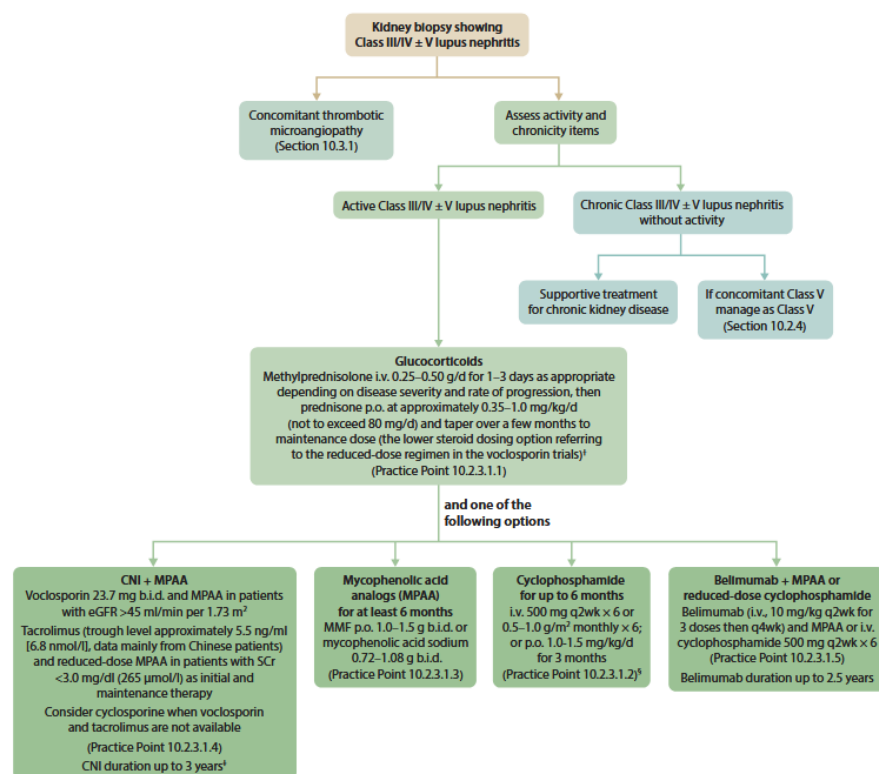 Kidney biopsy showing
Class III/IV ± V lupus nephritis
Concomitant thrombotic
microangiopathy
(Section 10.3.1)
Assess activity and
chronicity items
Active Class III/IV ± V lupus nephritis
Chronic Class III/IV ± V lupus nephritis
without activity
Supportive treatment
for chronic kidney disease
If concomitant Class V
manage as Class V
(Section 10.2.4)
Glucocorticoids
Methylprednisolone i.v. 0.25–0.50 g/d for 1–3 days as appropriate
depending on disease severity and rate of progression, then
prednisone p.o. at approximately 0.35–1.0 mg/kg/d
(not to exceed 80 mg/d) and taper over a few months to
maintenance dose (the lower steroid dosing option referring
to the reduced-dose regimen in the voclosporin trials)‡
(Practice Point 10.2.3.1.1)
and one of the
following options
CNI + MPAA
Voclosporin 23.7 mg b.i.d. and MPAA in patients
with eGFR >45 ml/min per 1.73 m²
Tacrolimus (trough level approximately 5.5 ng/ml
[6.8 nmol/l], data mainly from Chinese patients)
and reduced-dose MPAA in patients with SCr
<3.0 mg/dl (265 µmol/l) as initial and
maintenance therapy
Consider cyclosporine when voclosporin
and tacrolimus are not available
(Practice Point 10.2.3.1.4)
CNI duration up to 3 years‡
Mycophenolic acid
analogs (MPAA)
for at least 6 months
MMF p.o. 1.0–1.5 g b.i.d. or
mycophenolic acid sodium
0.72–1.08 g b.i.d.
(Practice Point 10.2.3.1.3)
Cyclophosphamide
for up to 6 months
i.v. 500 mg q2wk × 6 or
0.5–1.0 g/m² monthly × 6;
or p.o. 1.0-1.5 mg/kg/d
for 3 months
(Practice Point 10.2.3.1.2)§
Belimumab + MPAA or
reduced-dose cyclophosphamide
Belimumab (i.v., 10 mg/kg q2wk for
3 doses then q4wk) and MPAA or i.v.
cyclophosphamide 500 mg q2wk × 6
(Practice Point 10.2.3.1.5)
Belimumab duration up to 2.5 years